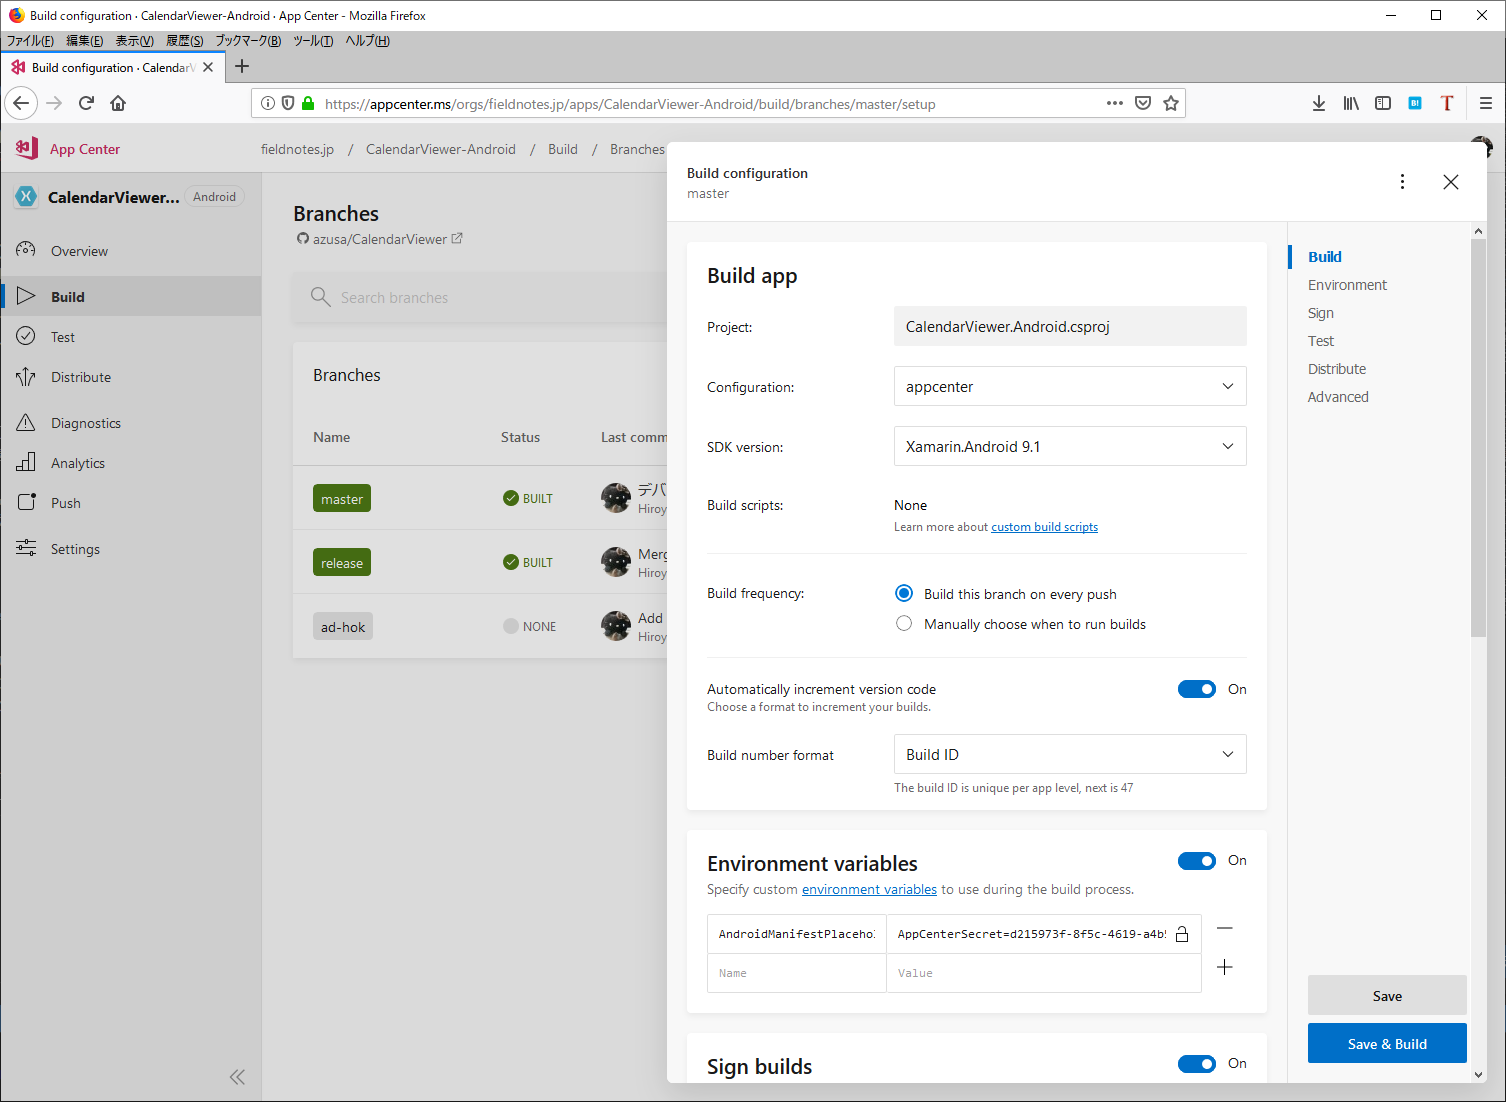 Build configuration · CalendarViewer-Android · App Center - Mozilla Firefox
ファイル(F) 編集(E) 表示(V) 履歴(S) ブックマーク(B) ツール(T) ヘルプ(H)
Build configuration · Calendar
https://appcenter.ms/orgs/fieldnotes.jp/apps/CalendarViewer-Android/build/branches/master/setup
App Center
fieldnotes.jp / CalendarViewer-Android / Build / Branches
CalendarViewer... Android
Overview
Build
Test
Distribute
Diagnostics
Analytics
Push
Settings
Branches
azusa/CalendarViewer
Search branches
Branches
Name Status Last comm
master BUILT デバ
Hiroy
release BUILT Merg
Hiroy
ad-hok NONE Add
Hiroy
Build configuration
master
Build app
Project: CalendarViewer.Android.csproj
Configuration: appcenter
SDK version: Xamarin.Android 9.1
Build scripts: None
Learn more about custom build scripts
Build frequency: Build this branch on every push
Manually choose when to run builds
Automatically increment version code On
Choose a format to increment your builds.
Build number format Build ID
The build ID is unique per app level, next is 47
Environment variables On
Specify custom environment variables to use during the build process.
AndroidManifestPlacehol AppCenterSecret=d215973f-8f5c-4619-a4b
Name Value
Sign builds On
Build
Environment
Sign
Test
Distribute
Advanced
Save
Save & Build